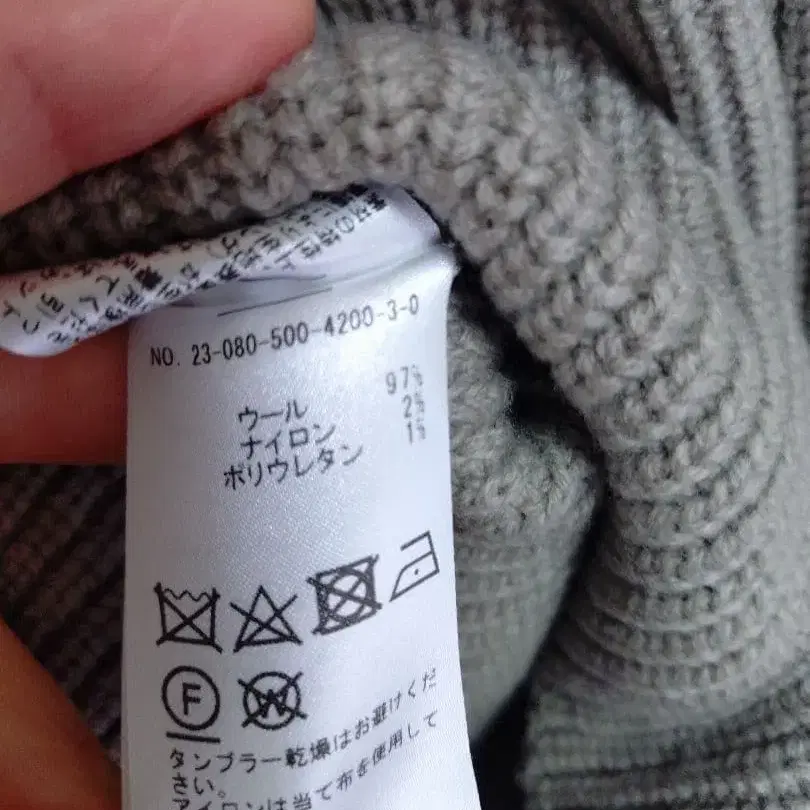 NO. 23-080-500-4200-3-0
ウール 97%
ナイロン 2%
ポリウレタン 1%
F W
タンブラー乾燥はお避けくだ
さい。
アイロンは当て布を使用して